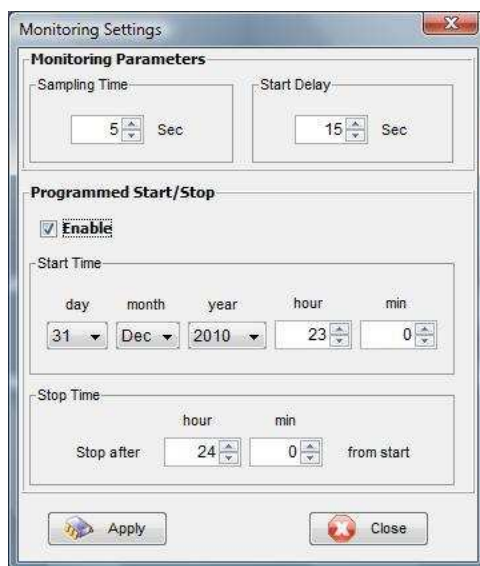 Monitoring Settings
Monitoring Parameters
Sampling Time
5 Sec
Start Delay
15 Sec
Programmed Start/Stop
Enable
Start Time
day month year hour min
31 Dec 2010 23 0
Stop Time
hour min
Stop after 24 0 from start
Apply Close